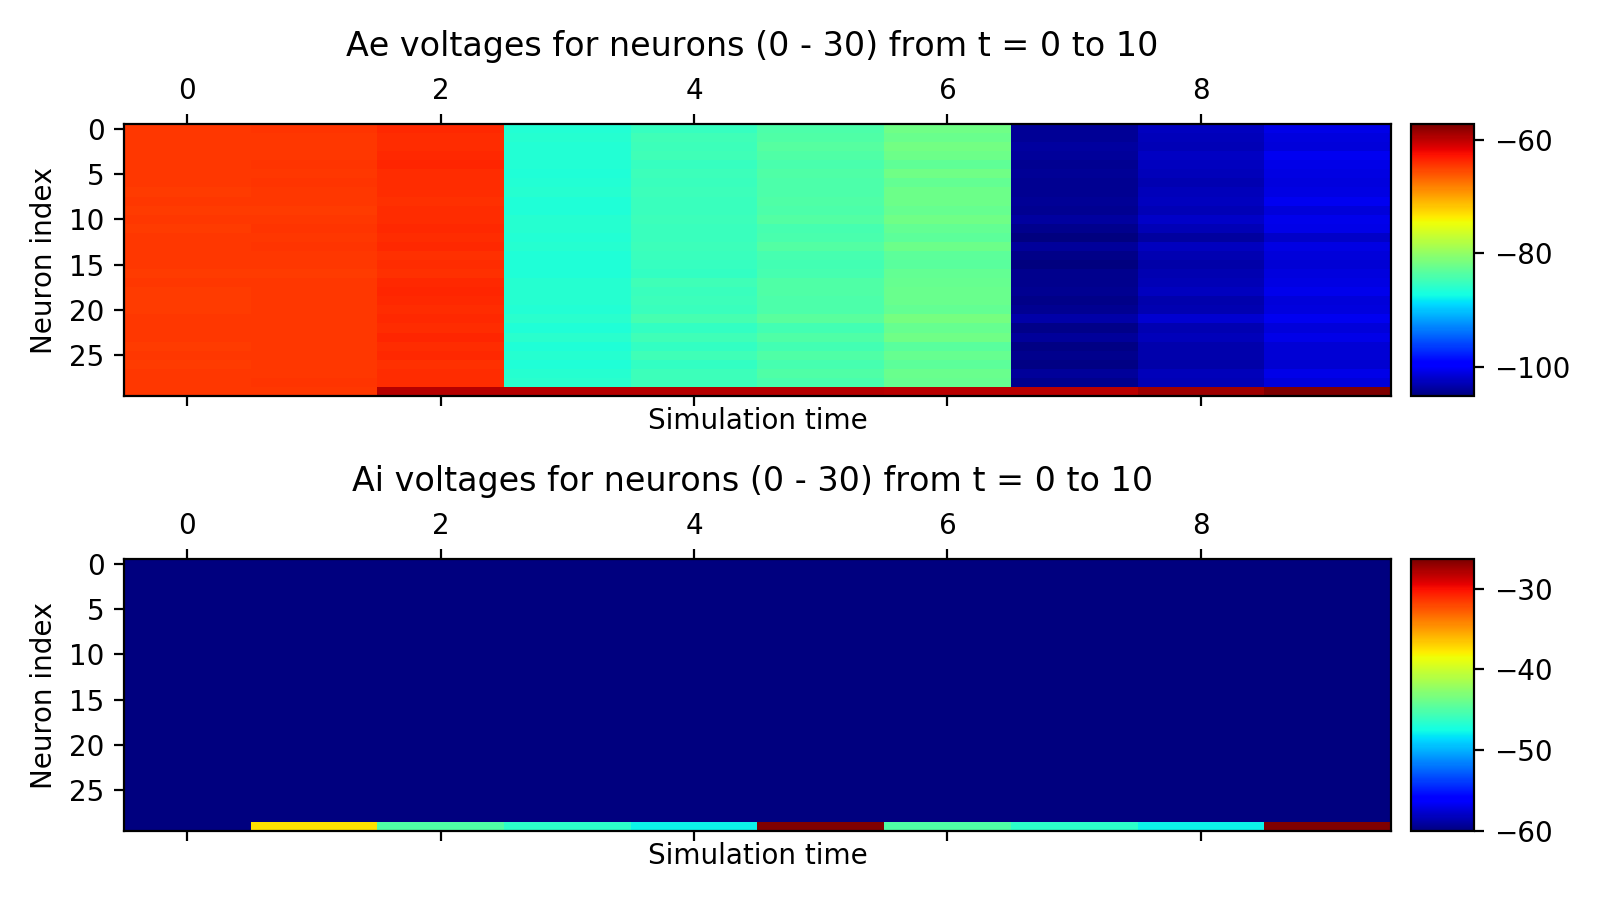 Ae voltages for neurons (0 - 30) from t = 0 to 10
0 2 4 6 8
Neuron index
0
5
10
15
20
25
−60
−80
−100
Simulation time
Ai voltages for neurons (0 - 30) from t = 0 to 10
0 2 4 6 8
Neuron index
0
5
10
15
20
25
−30
−40
−50
−60
Simulation time